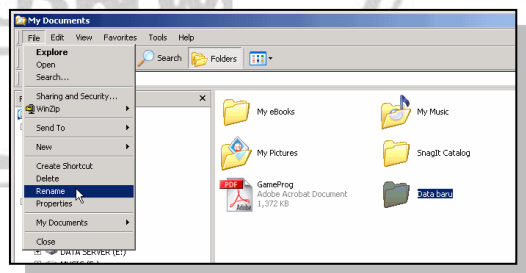 My Documents
File Edit View Favorites Tools Help
Search Folders
Explore
Open
Search...
Sharing and Security...
WinZip
Send To
New
Create Shortcut
Delete
Rename
Properties
My Documents
Close
DATA SERVER (E:)
My eBooks
My Music
My Pictures
SnagIt Catalog
PDF
Adobe
GameProg
Adobe Acrobat Document
1,372 KB
Data baru